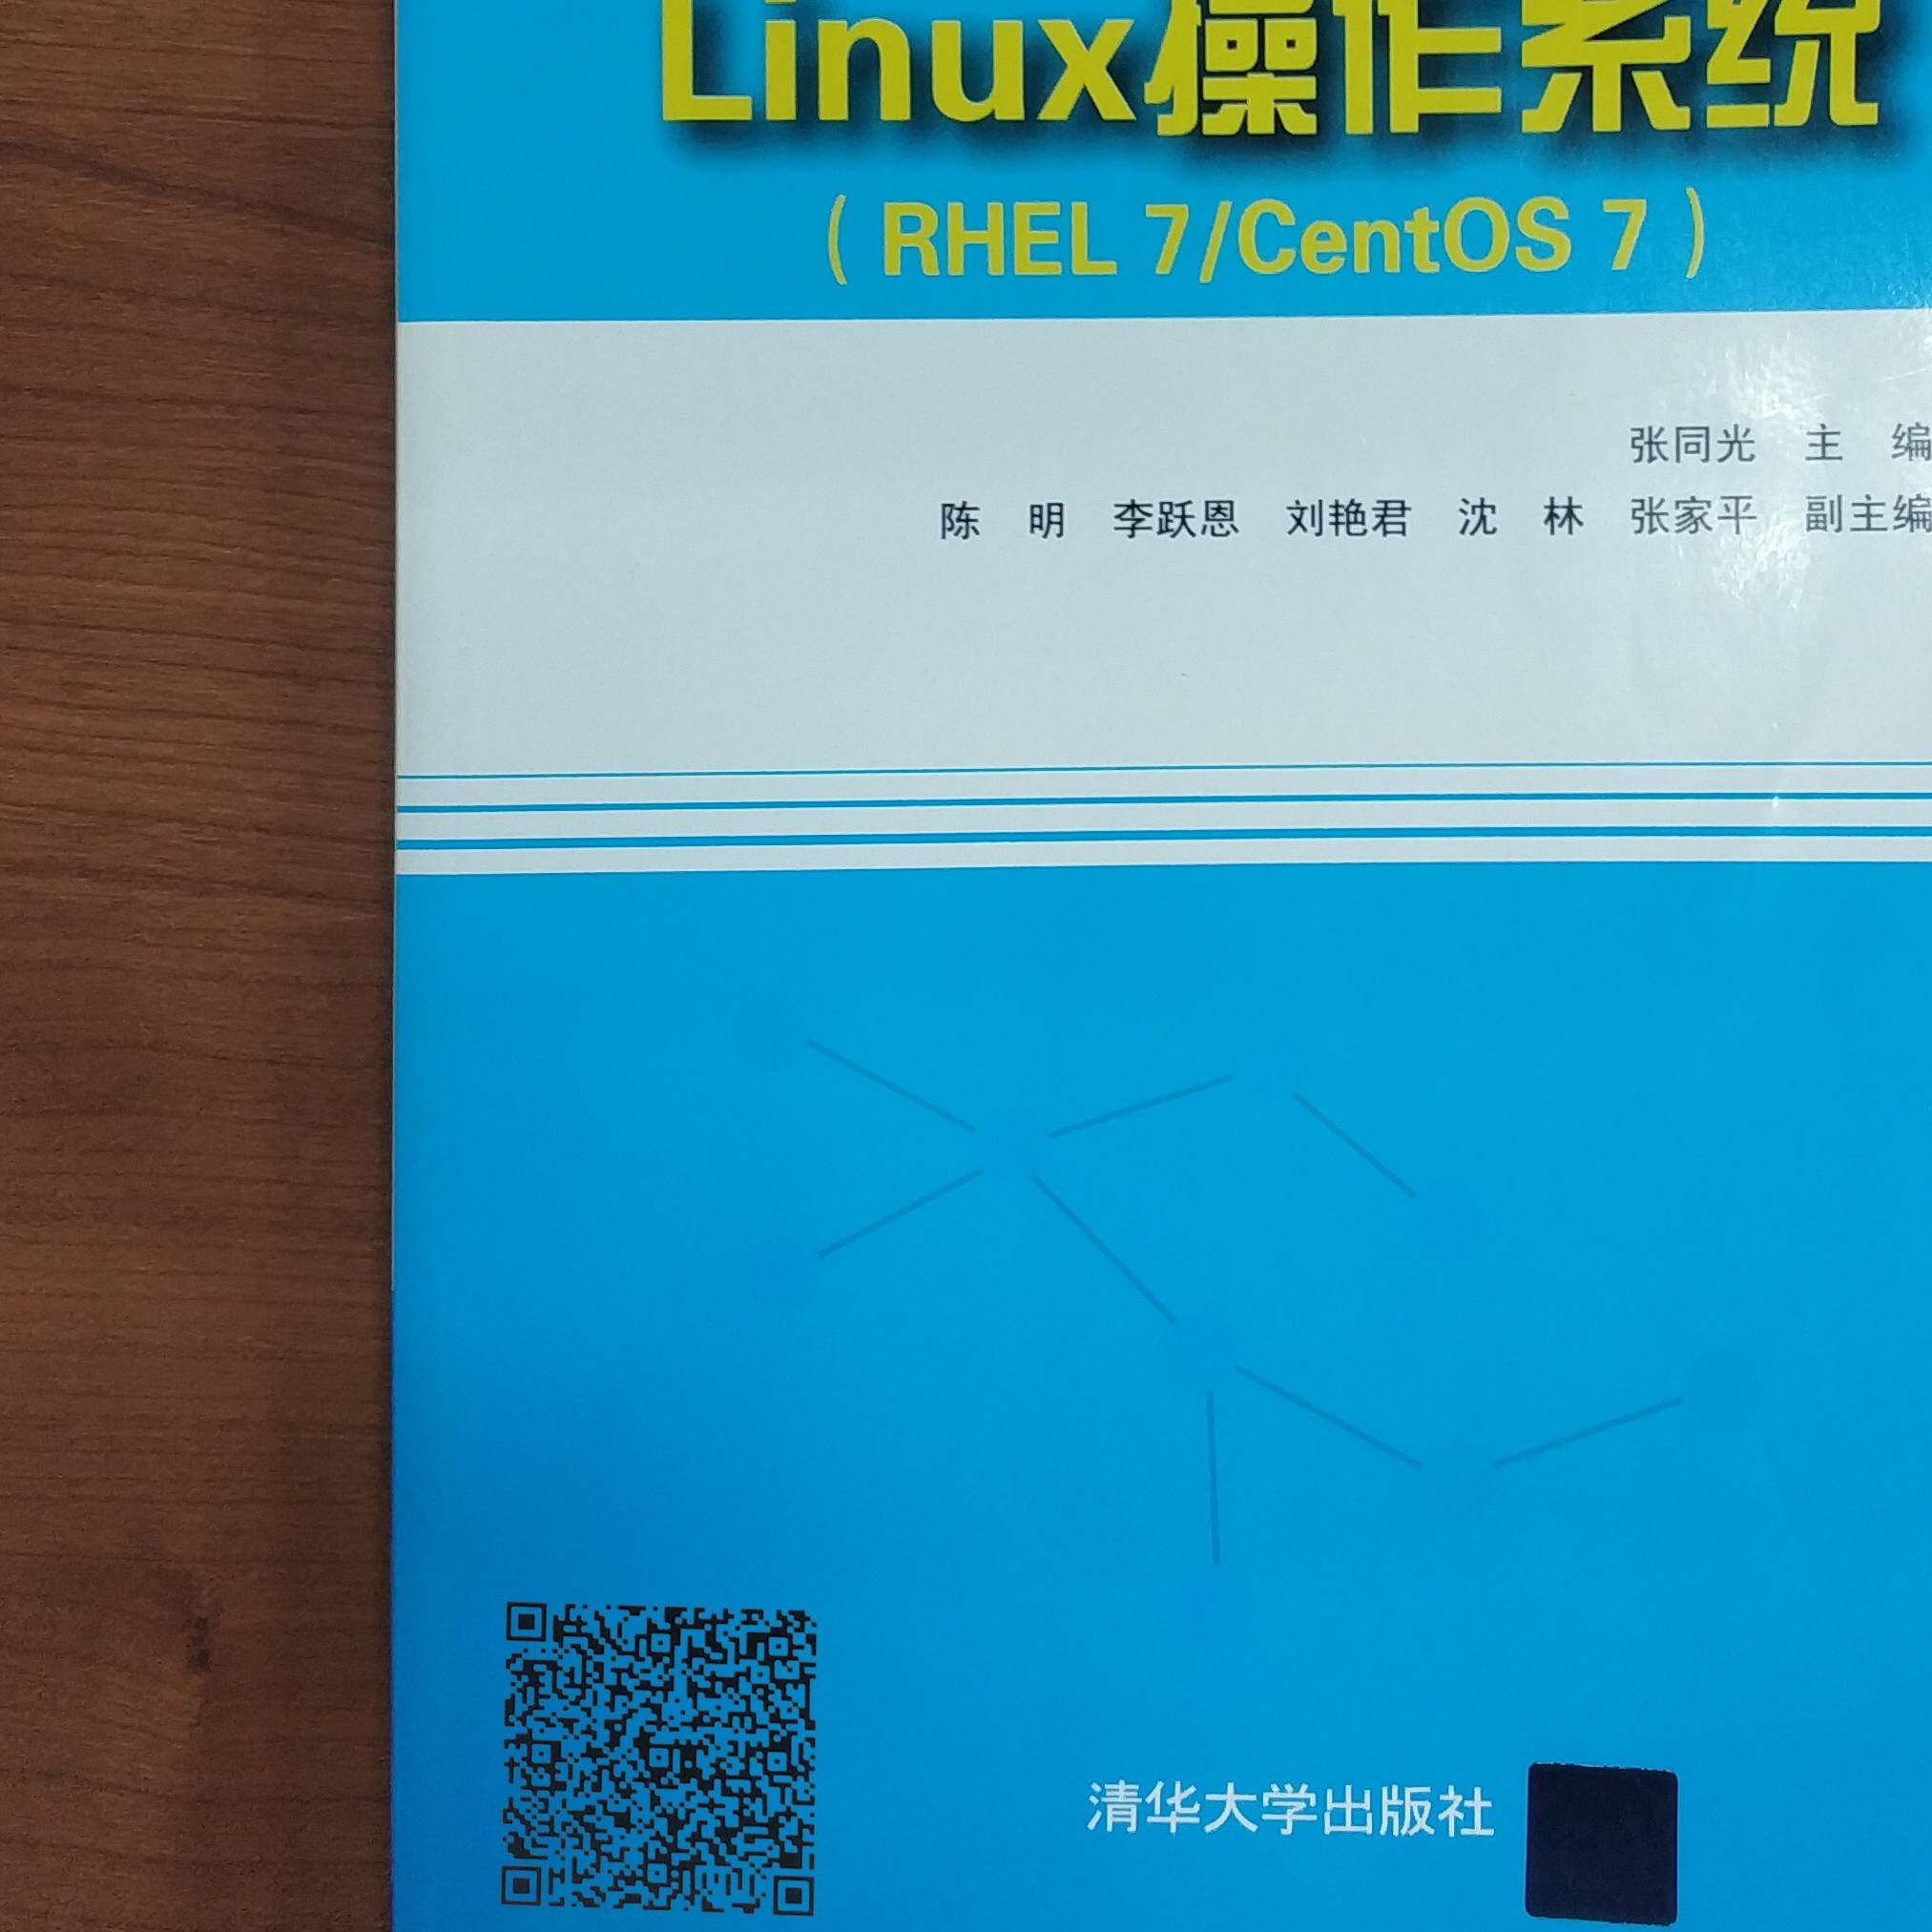 Linux操作系统
（RHEL 7/CentOS 7）
张同光 主 编
陈 明 李跃恩 刘艳君 沈 林 张家平 副主编
清华大学出版社